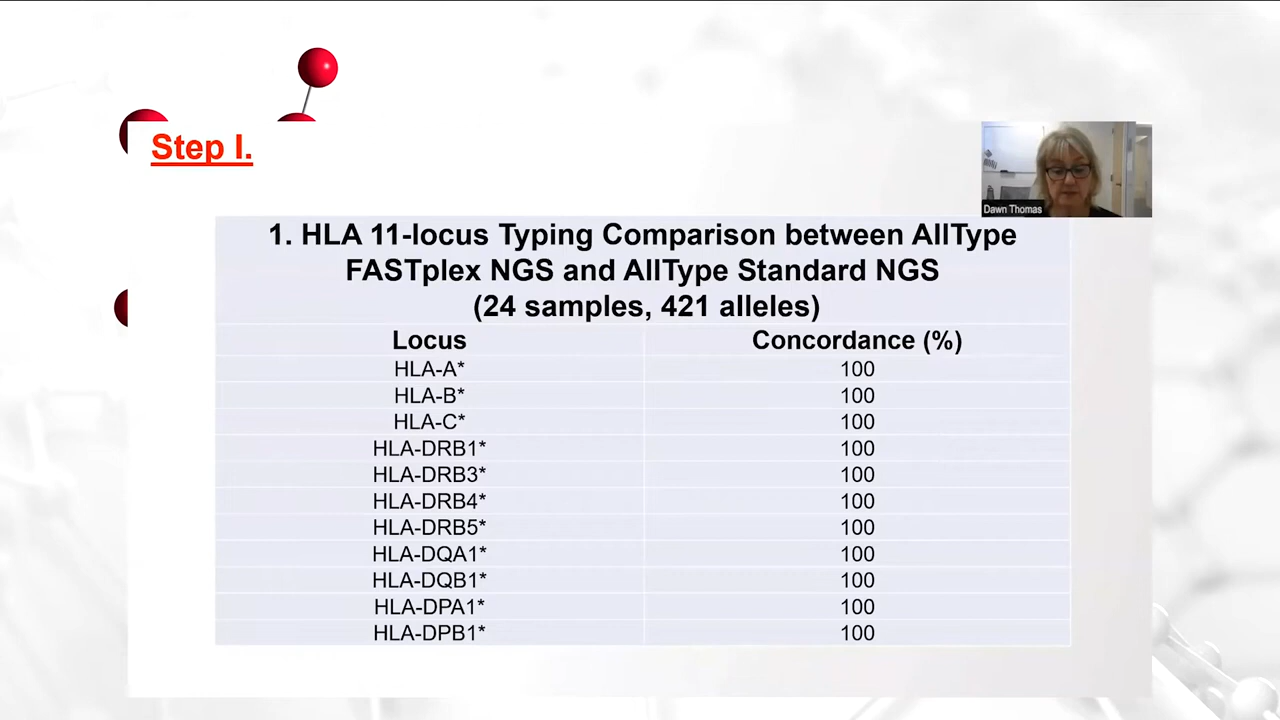 Step I.
Dawn Thomas
1. HLA 11-locus Typing Comparison between AllType
FASTplex NGS and AllType Standard NGS
(24 samples, 421 alleles)
Locus Concordance (%)
HLA-A* 100
HLA-B* 100
HLA-C* 100
HLA-DRB1* 100
HLA-DRB3* 100
HLA-DRB4* 100
HLA-DRB5* 100
HLA-DQA1* 100
HLA-DQB1* 100
HLA-DPA1* 100
HLA-DPB1* 100